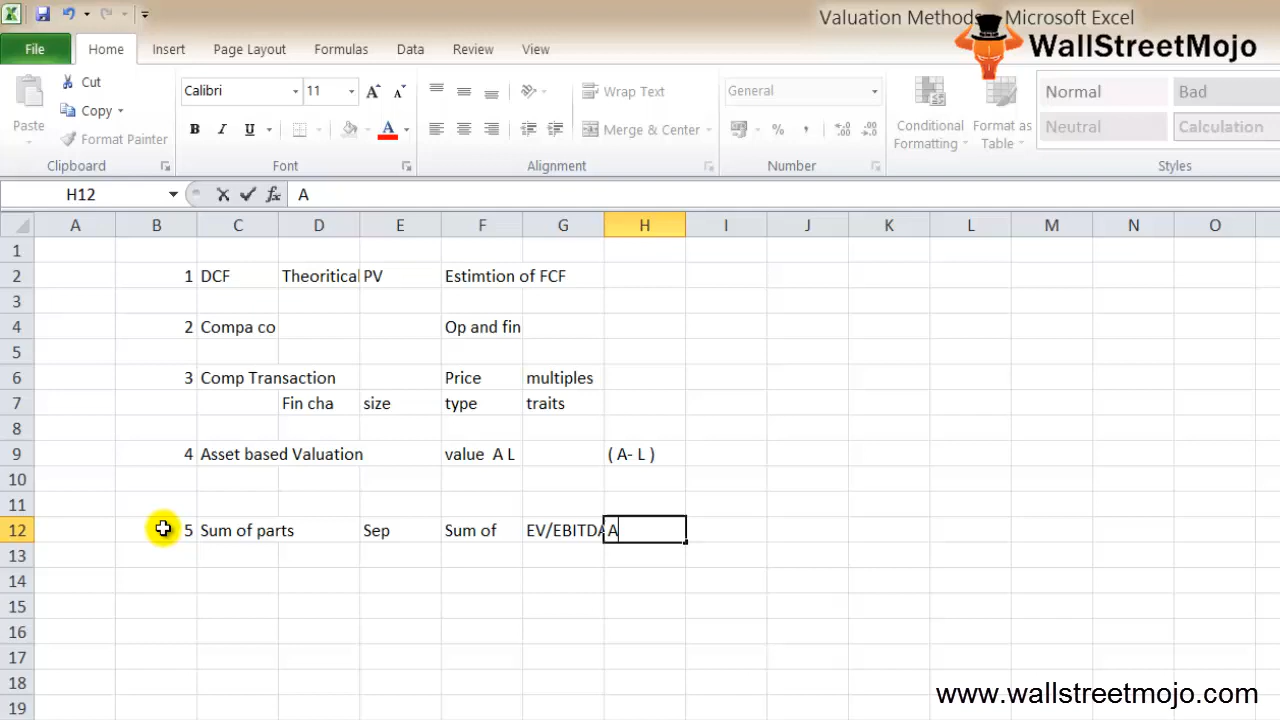 Valuation Methods - Microsoft Excel
WallStreetMojo
File Home Insert Page Layout Formulas Data Review View
Cut
Copy
Format Painter
Paste
Clipboard
Calibri 11
B I U A
Font
Wrap Text
Merge & Center
Alignment
General
%
Number
Conditional Formatting
Format as Table
Normal Bad
Neutral Calculation
Styles
H12 fx A
A B C D E F G H I J K L M N O
1
2 1 DCF Theoritical PV Estimtion of FCF
3
4 2 Compa co Op and fin
5
6 3 Comp Transaction Price multiples
7 Fin cha size type traits
8
9 4 Asset based Valuation value A L ( A- L )
10
11
12 5 Sum of parts Sep Sum of EV/EBITDA A
13
14
15
16
17
18
19
www.wallstreetmojo.com